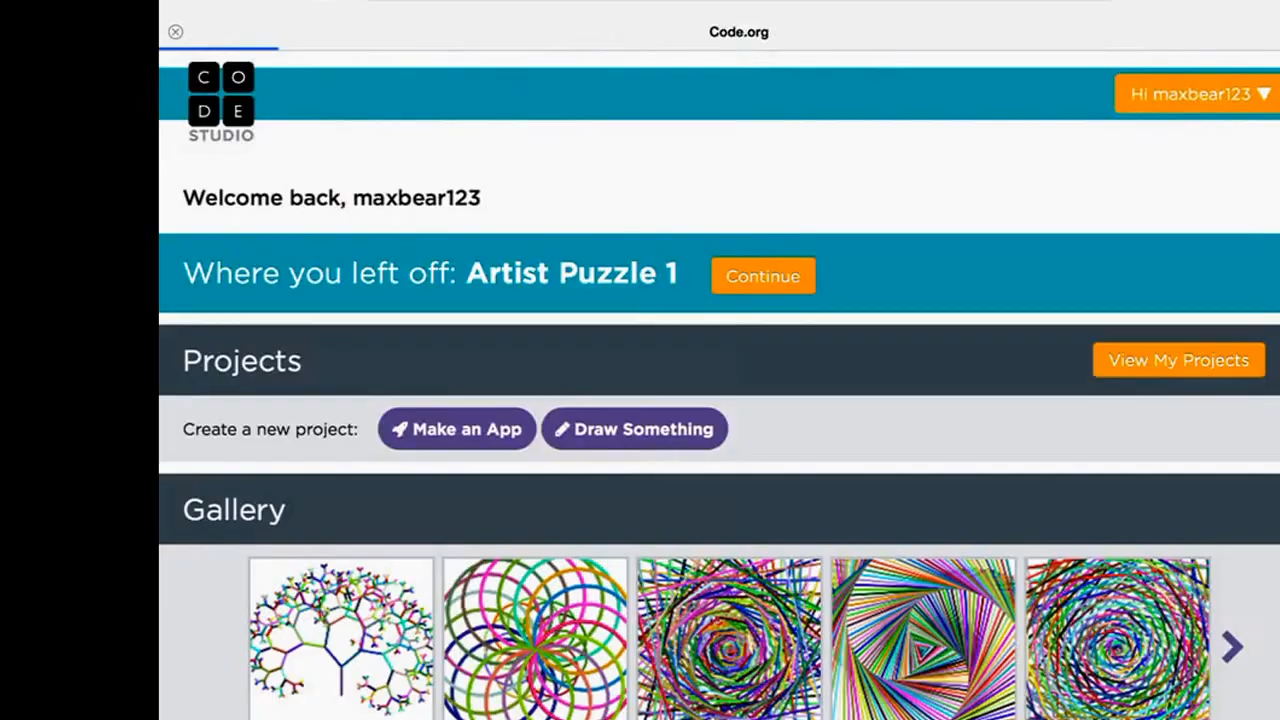 Code.org
C O
D E
STUDIO
Hi maxbear123 ▼
Welcome back, maxbear123
Where you left off: Artist Puzzle 1
Continue
Projects
View My Projects
Create a new project:
Make an App
Draw Something
Gallery